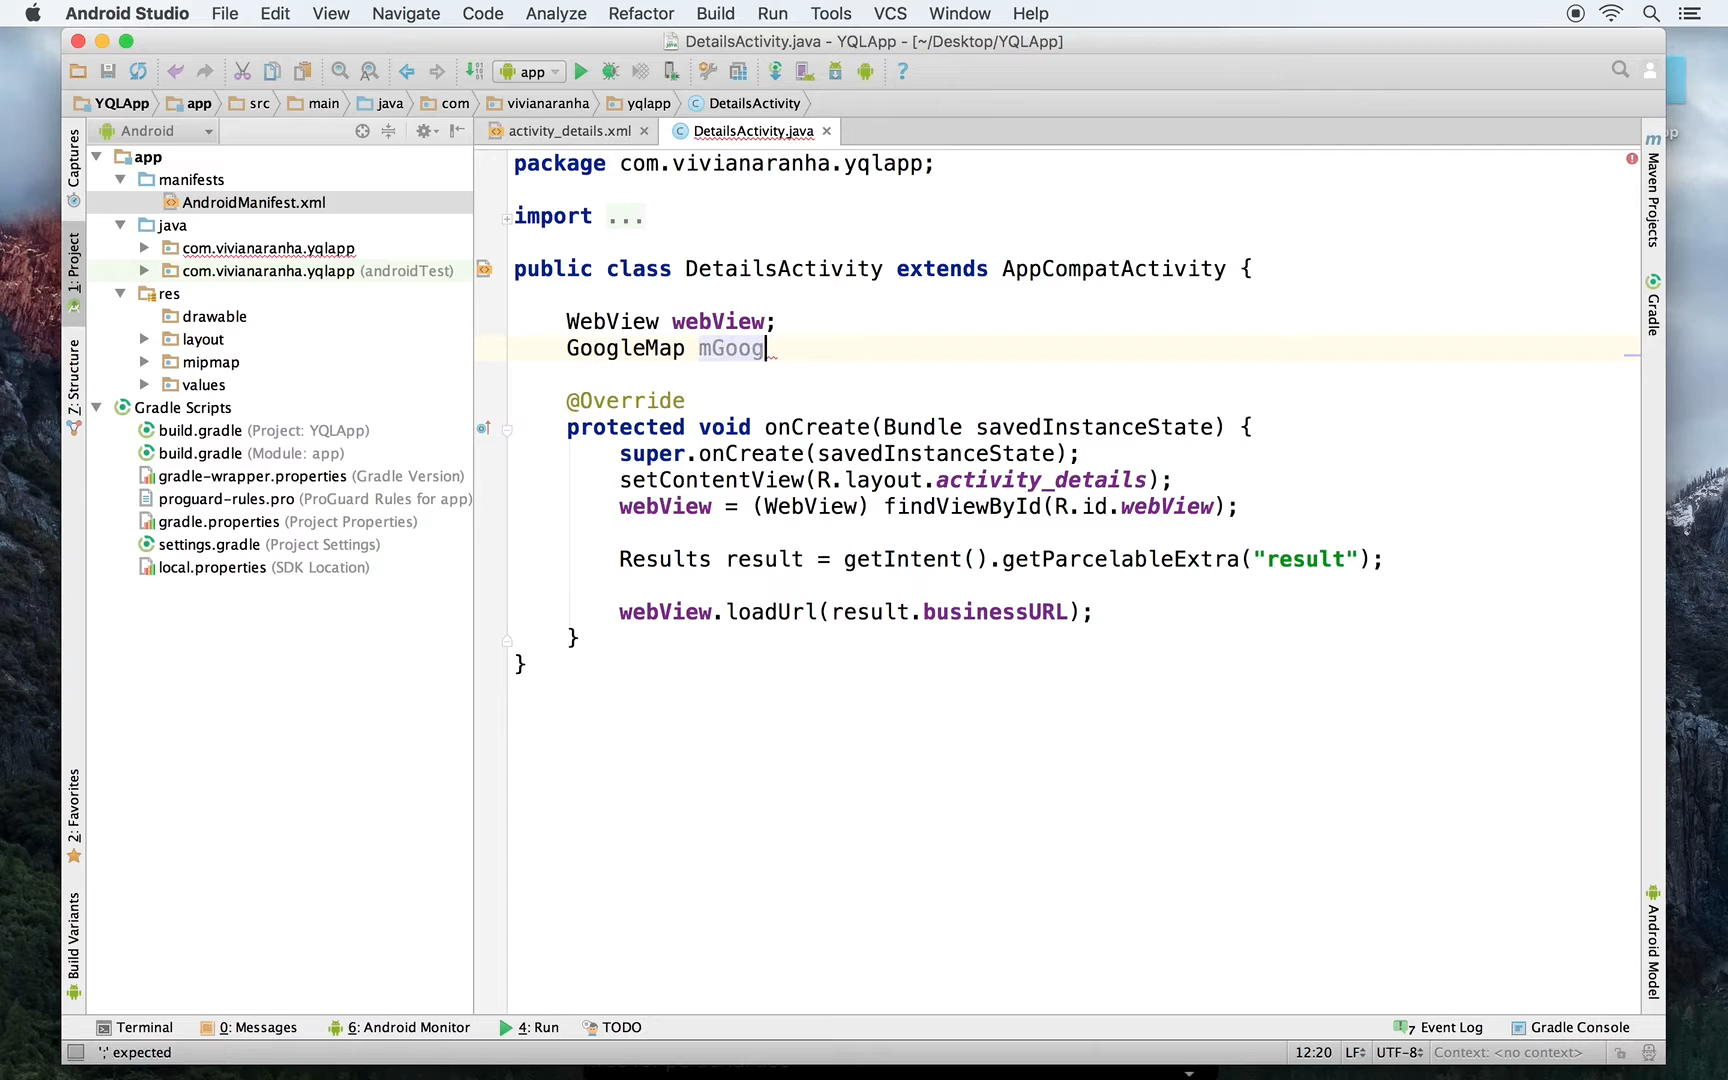 Android Studio File Edit View Navigate Code Analyze Refactor Build Run Tools VCS Window Help
DetailsActivity.java - YQLApp - [~/Desktop/YQLApp]
app
YQLApp app src main java com vivianaranha yqlapp DetailsActivity
Android
activity_details.xml DetailsActivity.java
app
manifests
AndroidManifest.xml
java
com.vivianaranha.yqlapp
com.vivianaranha.yqlapp (androidTest)
res
drawable
layout
mipmap
values
Gradle Scripts
build.gradle (Project: YQLApp)
build.gradle (Module: app)
gradle-wrapper.properties (Gradle Version)
proguard-rules.pro (ProGuard Rules for app)
gradle.properties (Project Properties)
settings.gradle (Project Settings)
local.properties (SDK Location)
package com.vivianaranha.yqlapp;
import ...
public class DetailsActivity extends AppCompatActivity {
WebView webView;
GoogleMap mGoog
@Override
protected void onCreate(Bundle savedInstanceState) {
super.onCreate(savedInstanceState);
setContentView(R.layout.activity_details);
webView = (WebView) findViewById(R.id.webView);
Results result = getIntent().getParcelableExtra("result");
webView.loadUrl(result.businessURL);
}
}
Captures
1: Project
7: Structure
2: Favorites
Build Variants
Maven Projects
Gradle
Android Model
Terminal 0: Messages 6: Android Monitor 4: Run TODO 7 Event Log Gradle Console
';' expected 12:20 LF UTF-8 Context: <no context>